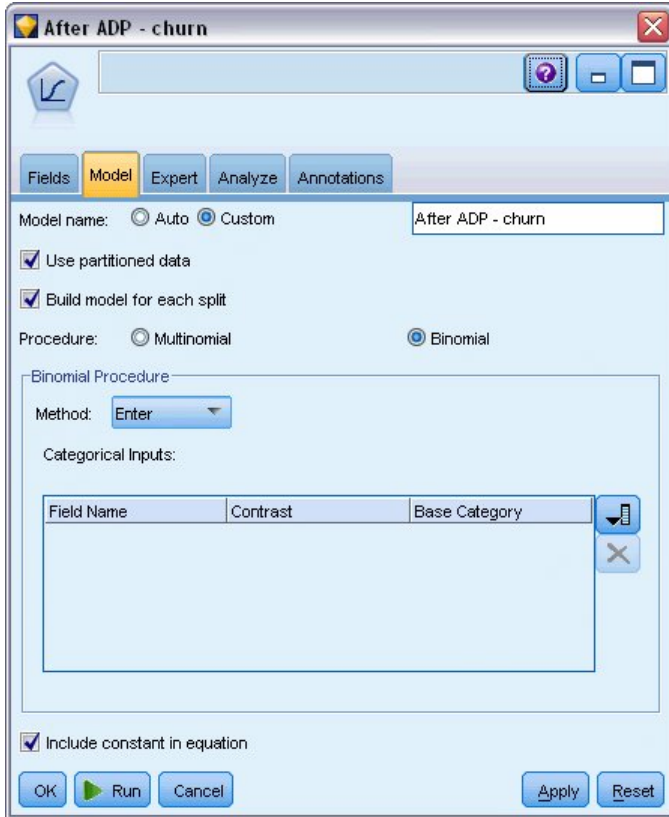 After ADP - churn
Fields Model Expert Analyze Annotations
Model name: Auto Custom After ADP - churn
Use partitioned data
Build model for each split
Procedure: Multinomial Binomial
Binomial Procedure
Method: Enter
Categorical Inputs:
Field Name Contrast Base Category
Include constant in equation
OK Run Cancel Apply Reset